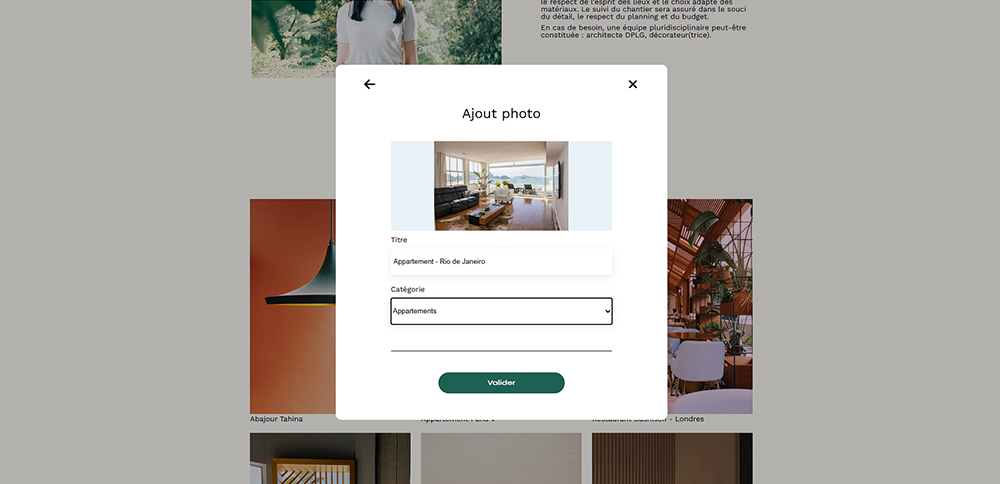 le respect de l'esprit des lieux et le choix adapté des
matériaux. Le suivi du chantier sera assuré dans le souci
du détail, le respect du planning et du budget.
En cas de besoin, une équipe pluridisciplinaire peut-être
constituée : architecte DPLG, décorateur(trice).
Ajout photo
Titre
Appartement - Rio de Janeiro
Catégorie
Appartements
Valider
Abajour Tahina
Appartement Paris V
Restaurant Sushisen - Londres